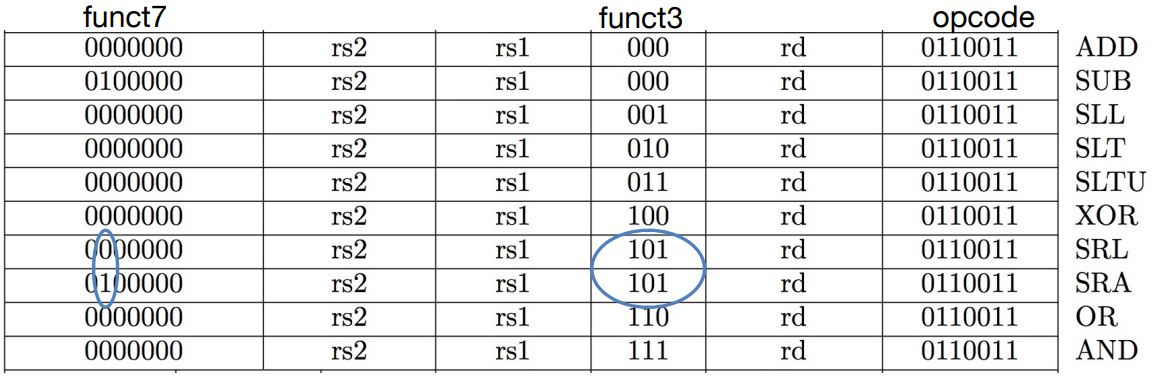 funct7 funct3 opcode
0000000 rs2 rs1 000 rd 0110011 ADD
0100000 rs2 rs1 000 rd 0110011 SUB
0000000 rs2 rs1 001 rd 0110011 SLL
0000000 rs2 rs1 010 rd 0110011 SLT
0000000 rs2 rs1 011 rd 0110011 SLTU
0000000 rs2 rs1 100 rd 0110011 XOR
0000000 rs2 rs1 101 rd 0110011 SRL
0100000 rs2 rs1 101 rd 0110011 SRA
0000000 rs2 rs1 110 rd 0110011 OR
0000000 rs2 rs1 111 rd 0110011 AND